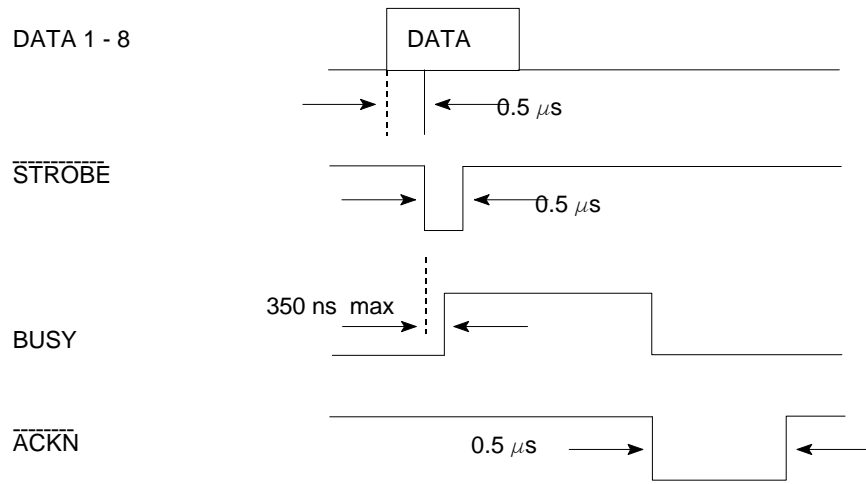 DATA 1 - 8
DATA
0.5 μs
STROBE
0.5 μs
350 ns max
BUSY
ACKN
0.5 μs